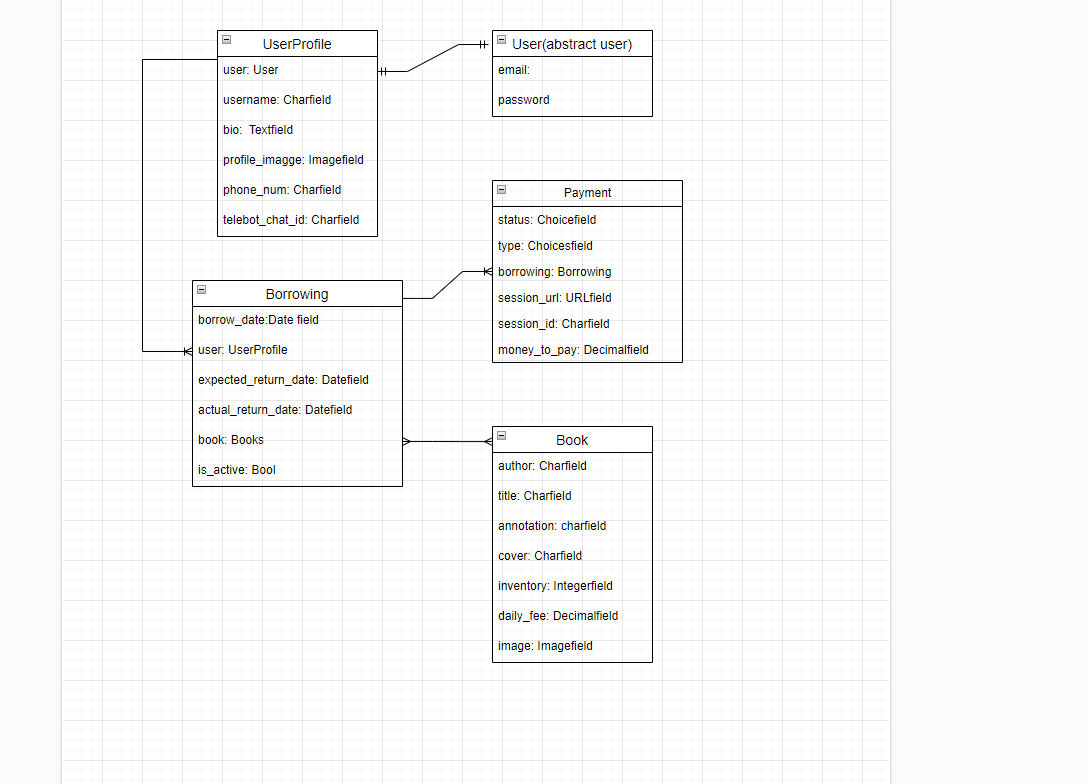 UserProfile
user: User
username: Charfield
bio: Textfield
profile_imagge: Imagefield
phone_num: Charfield
telebot_chat_id: Charfield
User(abstract user)
email:
password
Payment
status: Choicefield
type: Choicesfield
borrowing: Borrowing
session_url: URLfield
session_id: Charfield
money_to_pay: Decimalfield
Borrowing
borrow_date:Date field
user: UserProfile
expected_return_date: Datefield
actual_return_date: Datefield
book: Books
is_active: Bool
Book
author: Charfield
title: Charfield
annotation: charfield
cover: Charfield
inventory: Integerfield
daily_fee: Decimalfield
image: Imagefield